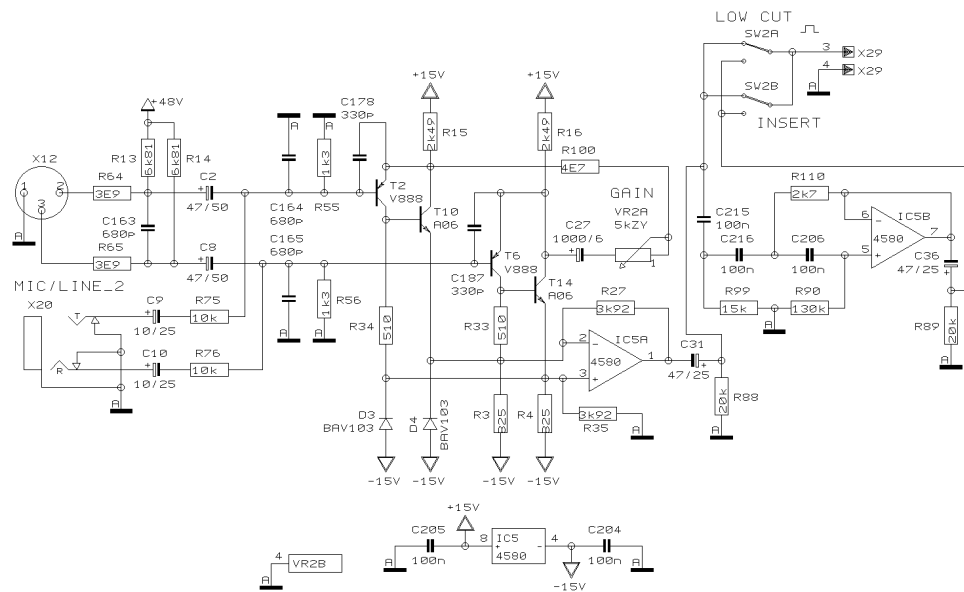 LOW CUT
SW2A
3
X29
4
X29
A
SW2B
INSERT
+15V
+15V
C178
330p
2k49
R15
2k49
R16
+48V
A
A
R13
6k81
6k81
R14
1k3
R100
4E7
X12
R64
3E9
C2
+
47/50
T2
V888
1
2
3
A
C163
680p
C164
680p
R55
T10
A06
GAIN
VR2A
5kZY
C27
1000/6
+
1
R110
2k7
C215
100n
6
IC5B
4580
7
5
-
+
C216
100n
C206
100n
C36
47/25
+
R65
3E9
C8
+
47/50
C165
680p
T6
V888
C187
330p
T14
A06
MIC/LINE_2
X20
T
C9
+
10/25
R75
10k
R56
1k3
A
A
R34
510
R33
510
R27
3k92
R99
15k
R90
130k
A
R89
20k
A
R
C10
+
10/25
R76
10k
IC5A
4580
2
-
3
+
1
C31
47/25
+
A
R88
20k
A
D3
BAV103
D4
BAV103
R3
825
R4
825
3k92
R35
A
-15V
-15V
-15V
-15V
+15V
C205
100n
A
8
+
IC5
4580
-
4
C204
100n
A
-15V
4
VR2B
A